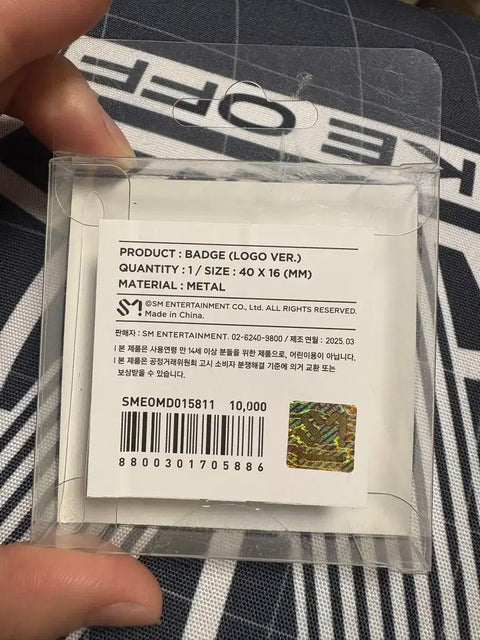 KE OFF
PRODUCT : BADGE (LOGO VER.)
QUANTITY : 1 / SIZE : 40 X 16 (MM)
MATERIAL : METAL
SM
©SM ENTERTAINMENT CO., Ltd. ALL RIGHTS RESERVED.
Made in China.
판매자 : SM ENTERTAINMENT. 02-6240-9800 / 제조 연월 : 2025.03
| 본 제품은 사용연령 만 14세 이상 분들을 위한 제품으로, 어린이용이 아닙니다.
| 본 제품은 공정거래위원회 고시 소비자 분쟁해결 기준에 의거 교환 또는
보상받을 수 있습니다.
SMEOMD015811 10,000
8800301705886